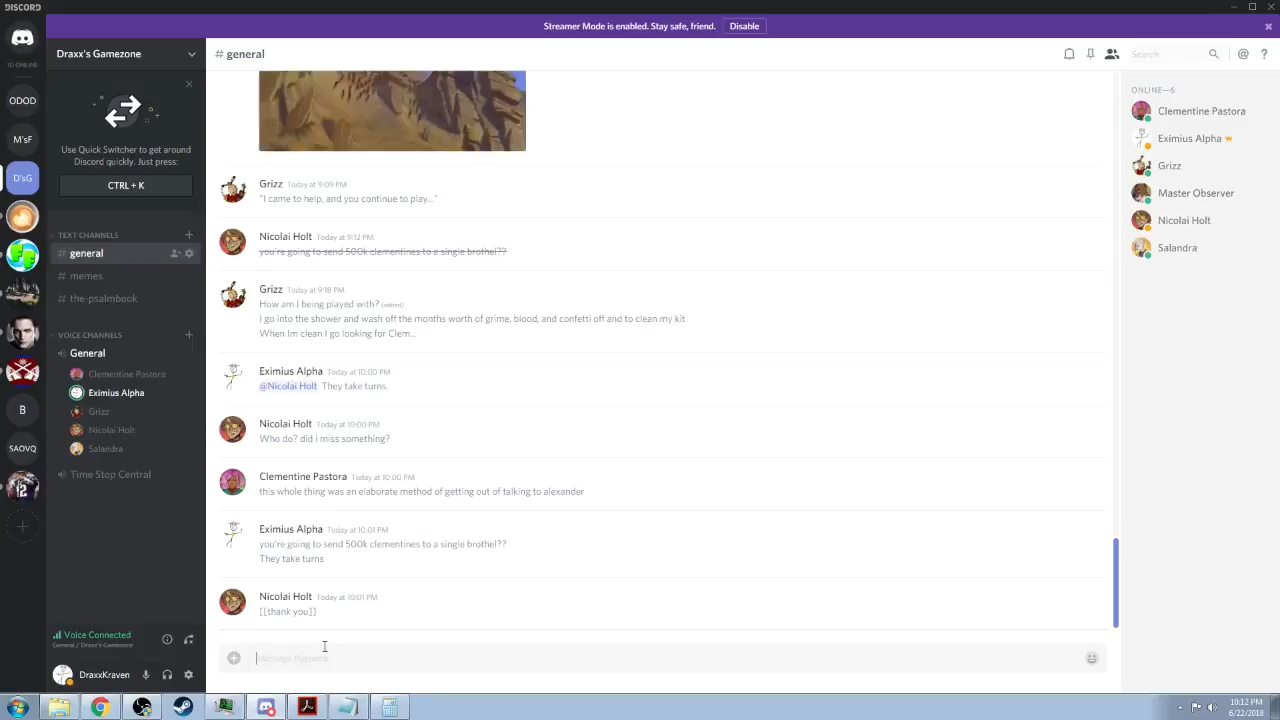 DISCORD
Streamer Mode is enabled. Stay safe, friend.
Disable
Draxx's Gamezone
# general
Search
@
?
10 ONLINE
ODOD
MsF
D'sG
B
SAOVQ
12
Use Quick Switcher to get around
Discord quickly. Just press:
CTRL + K
TEXT CHANNELS
# general
# memes
# the-psalmbook
VOICE CHANNELS
General
Clementine Pastora
Eximius Alpha
Grizz
Nicolai Holt
Salandra
Time Stop Central
Voice Connected
General / Draxx's Gamezone
DraxxKraven
Grizz Today at 9:09 PM
"I came to help, and you continue to play..."
Nicolai Holt Today at 9:12 PM
you're going to send 500k clementines to a single brothel??
Grizz Today at 9:18 PM
How am I being played with? (edited)
I go into the shower and wash off the months worth of grime, blood, and confetti off and to clean my kit
When Im clean I go looking for Clem...
Eximius Alpha Today at 10:00 PM
@Nicolai Holt They take turns.
Nicolai Holt Today at 10:00 PM
Who do? did i miss something?
Clementine Pastora Today at 10:00 PM
this whole thing was an elaborate method of getting out of talking to alexander
Eximius Alpha Today at 10:01 PM
you're going to send 500k clementines to a single brothel??
They take turns
Nicolai Holt Today at 10:01 PM
[[thank you]]
Message #general
ONLINE—6
Clementine Pastora
Eximius Alpha
Grizz
Master Observer
Nicolai Holt
Salandra
10:12 PM
6/22/2018